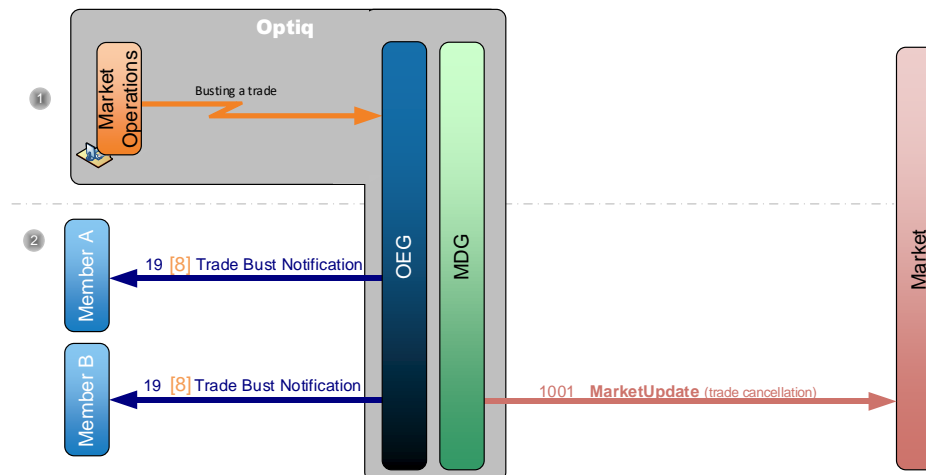 Optiq
1
Market
Operations
Busting a trade
OEG
MDG
Market
2
Member A
19 [8] Trade Bust Notification
Member B
19 [8] Trade Bust Notification
1001 MarketUpdate (trade cancellation)